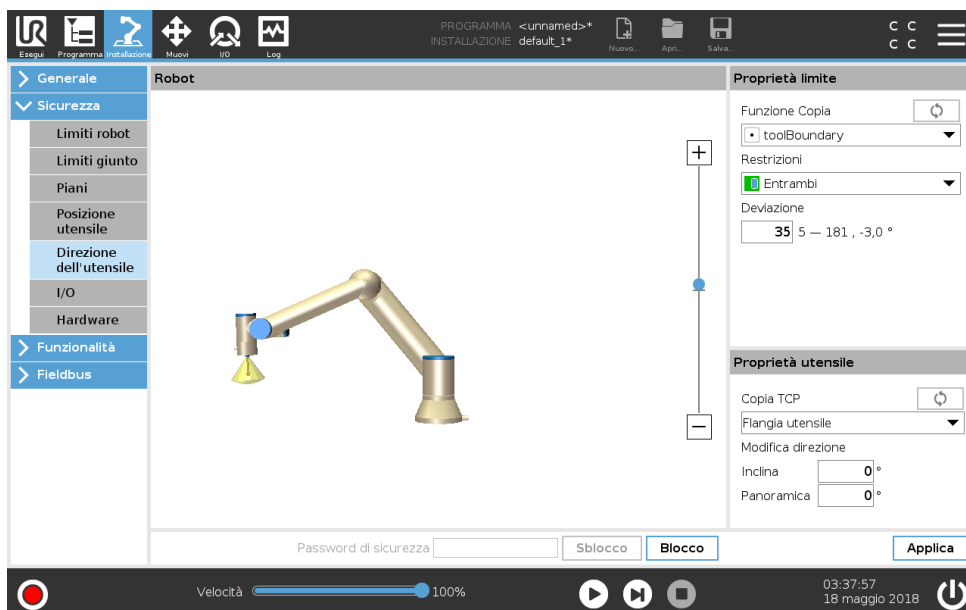 UR
PROGRAMMA <unnamed>*
INSTALLAZIONE default_1*
Esegui Programma Installazione Muovi I/O Log
Nuovo... Apri... Salva...
C C
C C
Generale
Sicurezza
Limiti robot
Limiti giunto
Piani
Posizione
utensile
Direzione
dell'utensile
I/O
Hardware
Funzionalità
Fieldbus
Robot
+
−
Proprietà limite
Funzione Copia
toolBoundary
Restrizioni
Entrambi
Deviazione
35 5 — 181 , -3,0 °
Proprietà utensile
Copia TCP
Flangia utensile
Modifica direzione
Inclina 0 °
Panoramica 0 °
Password di sicurezza Sblocco Blocco Applica
Velocità 100%
03:37:57
18 maggio 2018